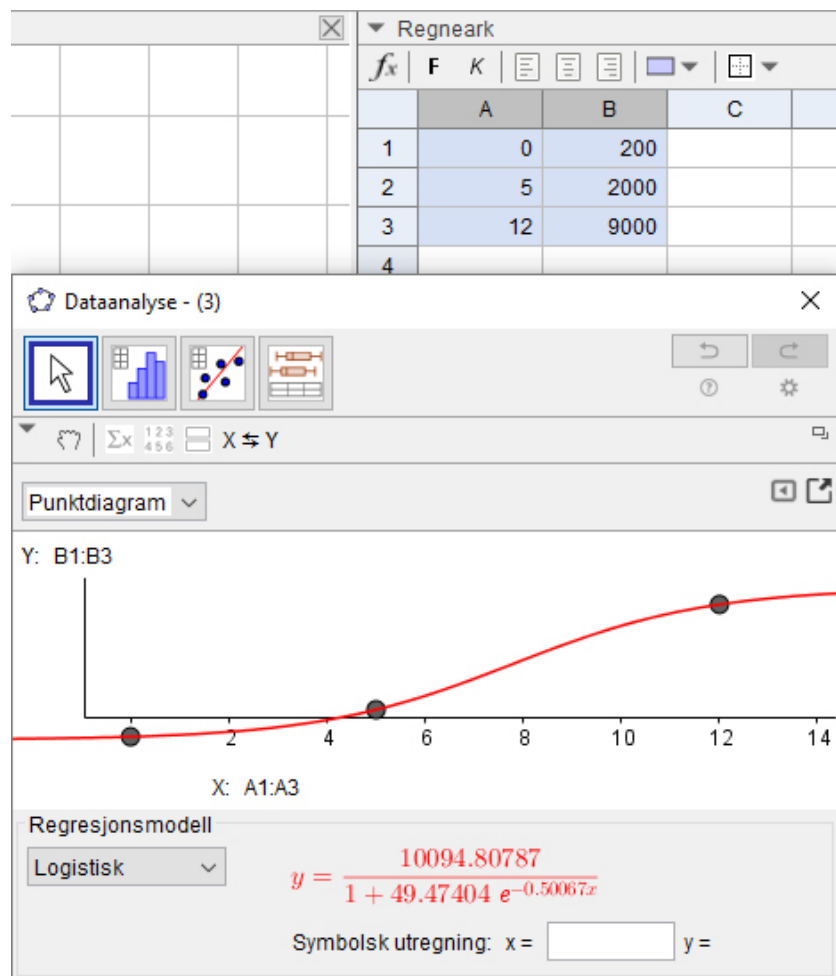 Regneark
fx F K
A B C
1 0 200
2 5 2000
3 12 9000
4
Dataanalyse - (3)
Σx 123 456 X ⇆ Y
Punktdiagram
Y: B1:B3
2 4 6 8 10 12 14
X: A1:A3
Regresjonsmodell
Logistisk
y = 10094.80787 / 1 + 49.47404 e^−0.50067x
Symbolsk utregning: x = y =